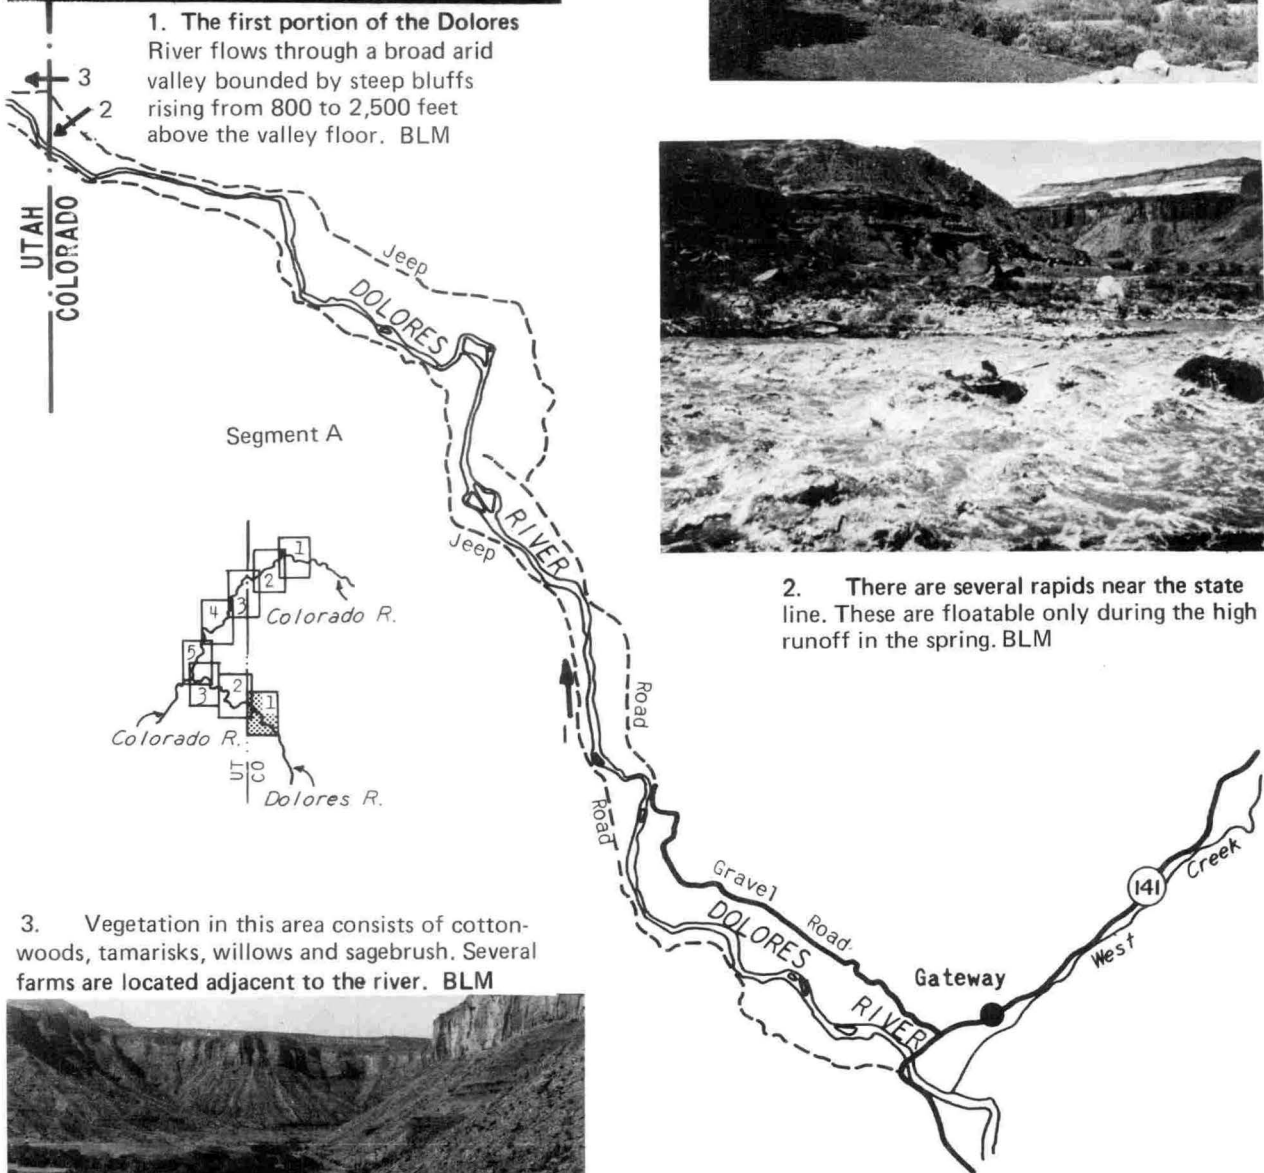 1. The first portion of the Dolores
River flows through a broad arid
valley bounded by steep bluffs
rising from 800 to 2,500 feet
above the valley floor. BLM
3
2
UTAH
COLORADO
Jeep
DOLORES
Segment A
RIVER
Jeep
2. There are several rapids near the state
line. These are floatable only during the high
runoff in the spring. BLM
1
2
3
4
Colorado R.
5
3
2
1
Colorado R.
UT
CO
Dolores R.
1
Road
Road
Gravel
Road
DOLORES
RIVER
141
Creek
West
Gateway
3. Vegetation in this area consists of cotton-
woods, tamarisks, willows and sagebrush. Several
farms are located adjacent to the river. BLM